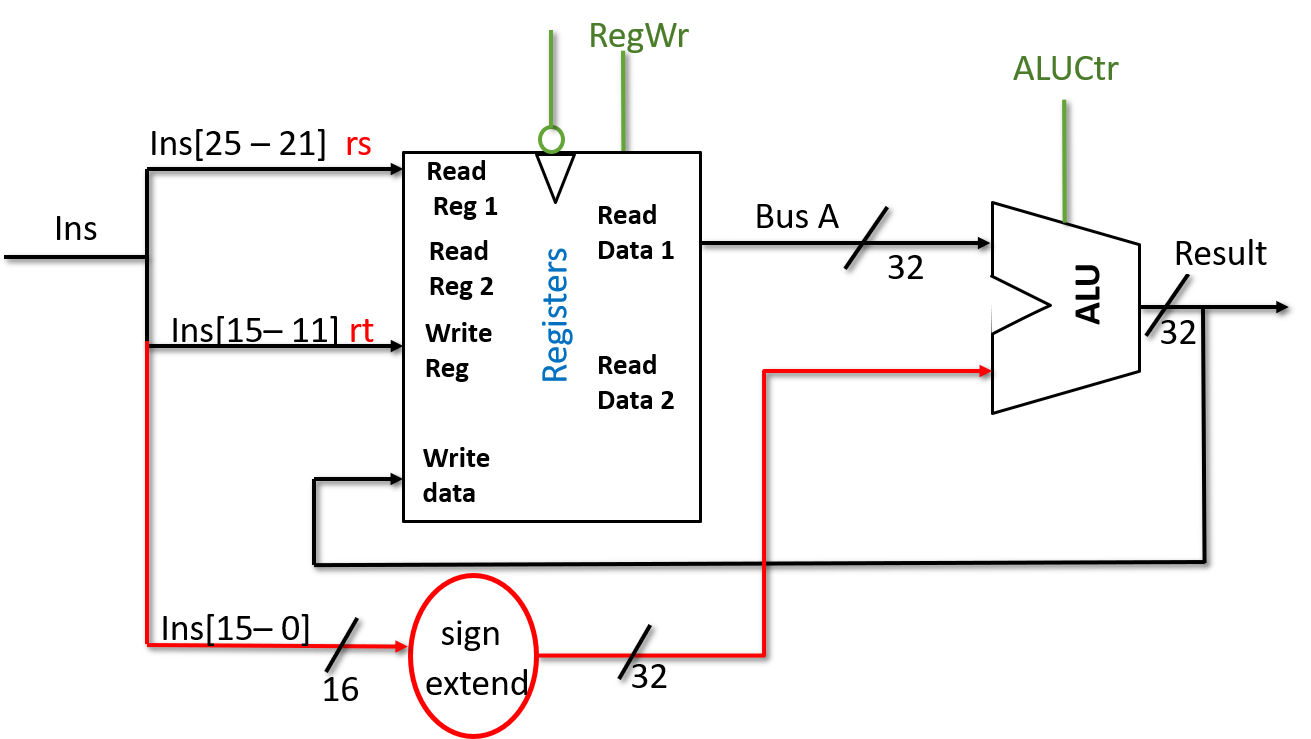 RegWr
ALUCtr
Ins[25 – 21] rs
Ins
Read
Reg 1
Read
Reg 2
Ins[15– 11] rt
Write
Reg
Write
data
Registers
Read
Data 1
Read
Data 2
Bus A
32
ALU
Result
32
Ins[15– 0]
16
sign
extend
32